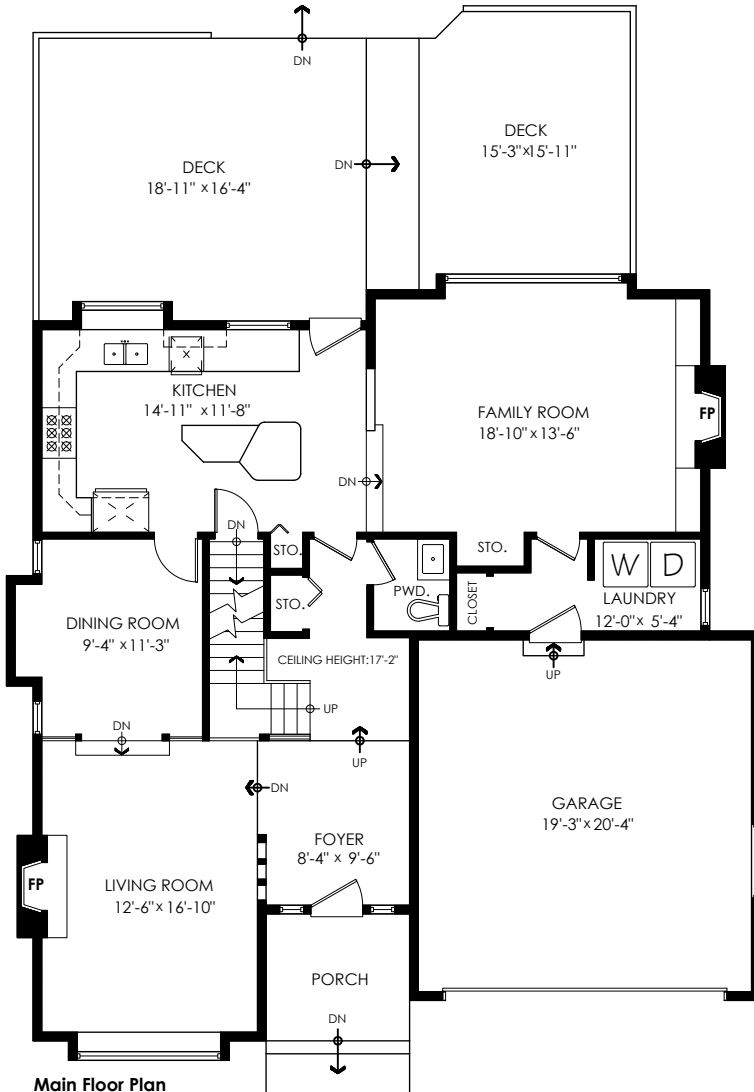 DN
DECK
15'-3"x15'-11"
DECK
18'-11" x 16'-4"
DN
KITCHEN
14'-11" x 11'-8"
FAMILY ROOM
18'-10" x 13'-6"
FP
DN
DN
STO.
STO.
STO.
PWD.
CLOSET
W D
LAUNDRY
12'-0" x 5'-4"
DINING ROOM
9'-4" x 11'-3"
CEILING HEIGHT:17'-2"
UP
UP
DN
UP
DN
GARAGE
19'-3" x 20'-4"
FOYER
8'-4" x 9'-6"
LIVING ROOM
12'-6" x 16'-10"
FP
PORCH
DN
Main Floor Plan